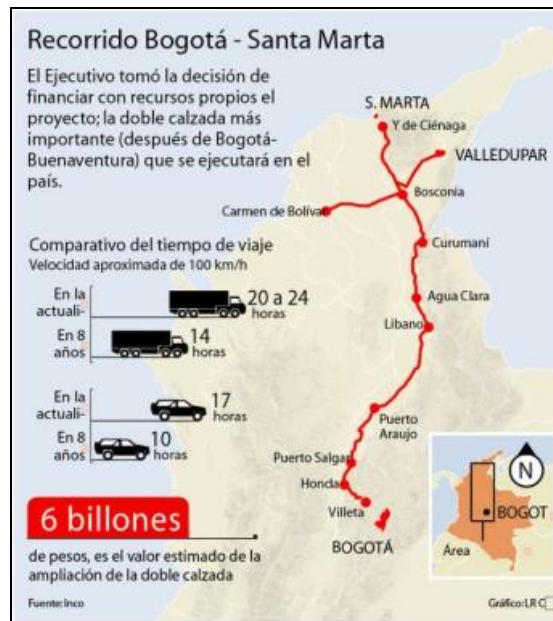 Recorrido Bogotá - Santa Marta
El Ejecutivo tomó la decisión de
financiar con recursos propios el
proyecto; la doble calzada más
importante (después de Bogotá-
Buenaventura) que se ejecutará en el
país.
S. MARTA
Y de Ciénaga
VALLEDUPAR
Bosconia
Carmen de Bolívar
Curumaní
Agua Clara
Libano
Puerto
Araujo
Puerto Salgar
Honda
Villeta
BOGOTÁ
Comparativo del tiempo de viaje
Velocidad aproximada de 100 km/h
En la
actuali-
20 a 24
horas
En 8
años
14
horas
En la
actuali-
17
horas
En 8
años
10
horas
6 billones
de pesos, es el valor estimado de la
ampliación de la doble calzada
N
BOGOT
Área
Fuente: Inco
Gráfico: LR C